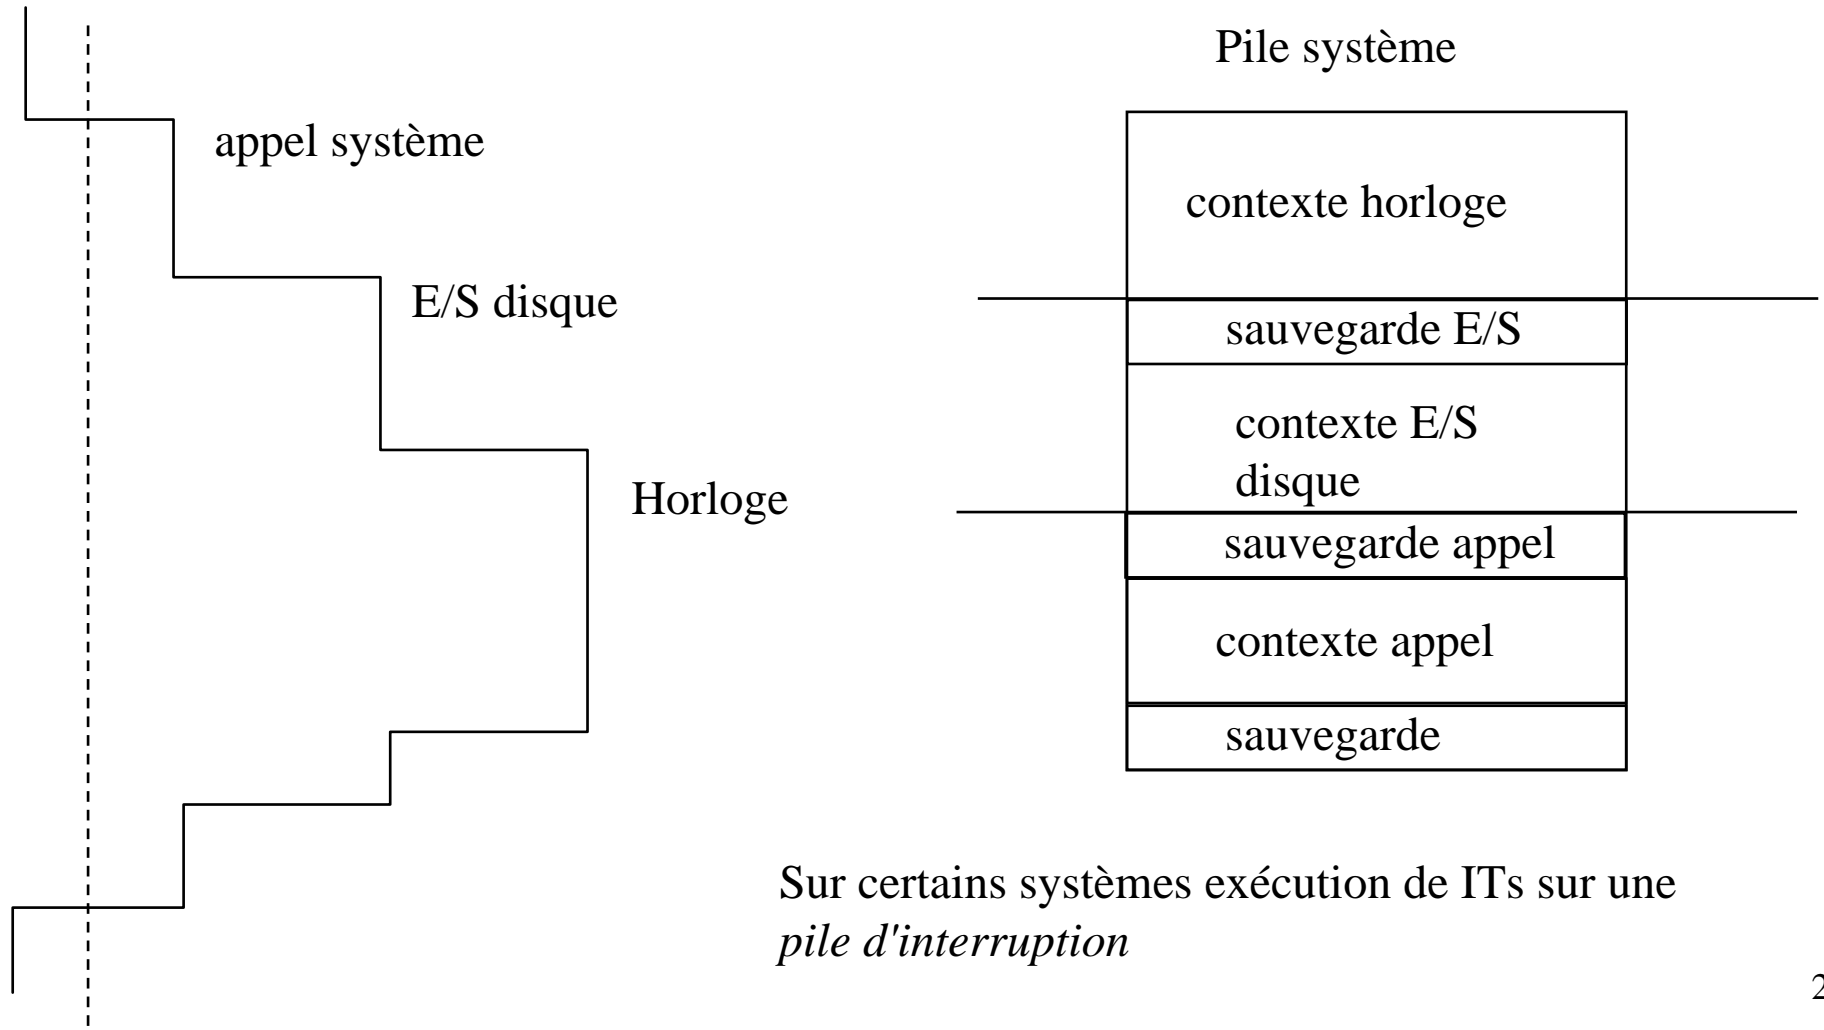 Pile système
appel système
contexte horloge
E/S disque
sauvegarde E/S
contexte E/S
disque
Horloge
sauvegarde appel
contexte appel
sauvegarde
Sur certains systèmes exécution de ITs sur une
pile d'interruption
2